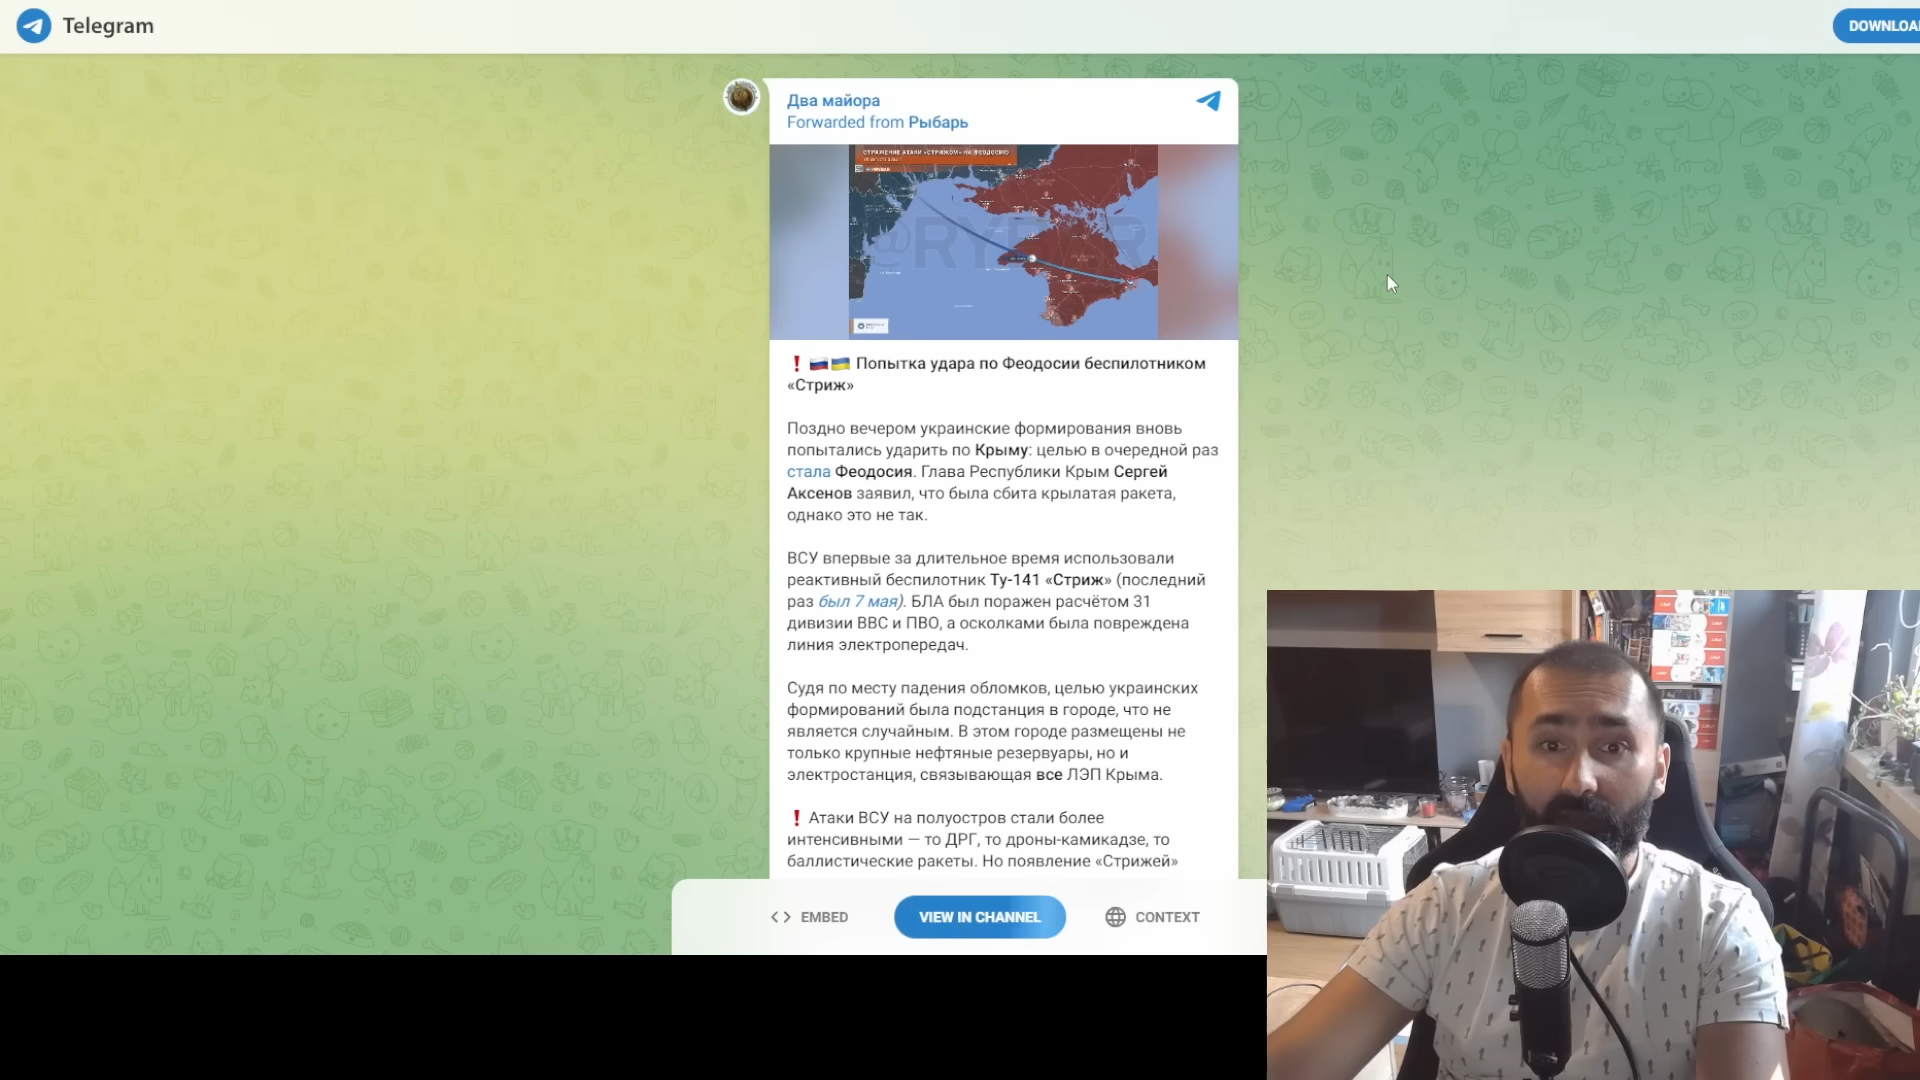 Telegram
DOWNLOA
Два майора
Forwarded from Рыбарь
ОТРАЖЕНИЕ АТАКИ «СТРИЖОМ» НА ФЕОДОСИЮ
@RYBAR
❗🇷🇺🇺🇦 Попытка удара по Феодосии беспилотником
«Стриж»
Поздно вечером украинские формирования вновь
попытались ударить по Крыму: целью в очередной раз
стала Феодосия. Глава Республики Крым Сергей
Аксенов заявил, что была сбита крылатая ракета,
однако это не так.
ВСУ впервые за длительное время использовали
реактивный беспилотник Ту-141 «Стриж» (последний
раз был 7 мая). БЛА был поражен расчётом 31
дивизии ВВС и ПВО, а осколками была повреждена
линия электропередач.
Судя по месту падения обломков, целью украинских
формирований была подстанция в городе, что не
является случайным. В этом городе размещены не
только крупные нефтяные резервуары, но и
электростанция, связывающая все ЛЭП Крыма.
❗ Атаки ВСУ на полуостров стали более
интенсивными — то ДРГ, то дроны-камикадзе, то
баллистические ракеты. Но появление «Стрижей»
EMBED
VIEW IN CHANNEL
CONTEXT